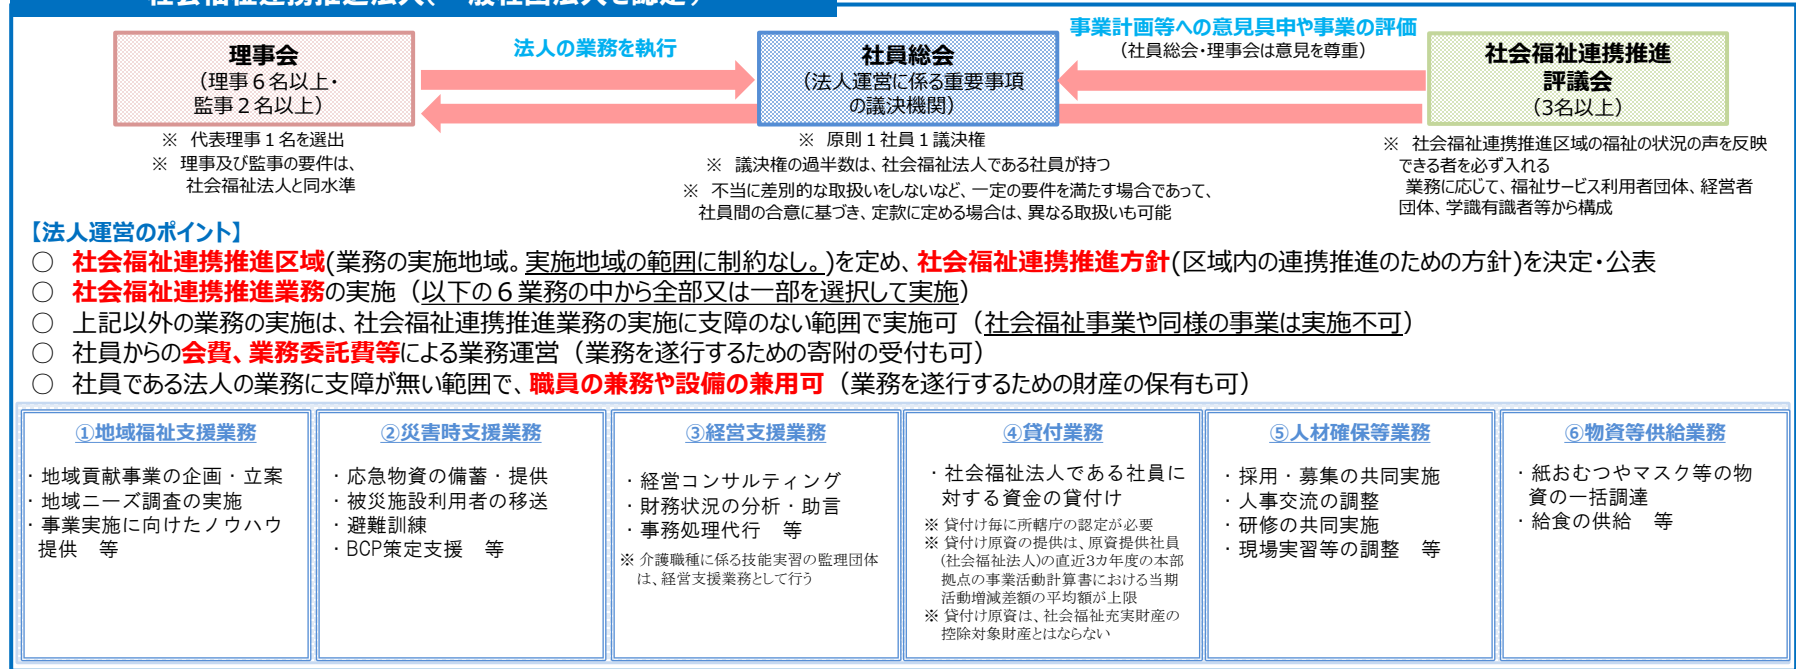 社会福祉連携推進法人(一般社団法人を認定)
理事会
(理事6名以上・
監事2名以上)
※ 代表理事1名を選出
※ 理事及び監事の要件は、
社会福祉法人と同水準
法人の業務を執行
社員総会
(法人運営に係る重要事項
の議決機関)
※ 原則1社員1議決権
※ 議決権の過半数は、社会福祉法人である社員が持つ
※ 不当に差別的な取扱いをしないなど、一定の要件を満たす場合であって、
社員間の合意に基づき、定款に定める場合は、異なる取扱いも可能
事業計画等への意見具申や事業の評価
(社員総会・理事会は意見を尊重)
社会福祉連携推進
評議会
(3名以上)
※ 社会福祉連携推進区域の福祉の状況の声を反映
できる者を必ず入れる
業務に応じて、福祉サービス利用者団体、経営者
団体、学識有識者等から構成
【法人運営のポイント】
○ 社会福祉連携推進区域(業務の実施地域。実施地域の範囲に制約なし。)を定め、社会福祉連携推進方針(区域内の連携推進のための方針)を決定・公表
○ 社会福祉連携推進業務の実施(以下の6業務の中から全部又は一部を選択して実施)
○ 上記以外の業務の実施は、社会福祉連携推進業務の実施に支障のない範囲で実施可(社会福祉事業や同様の事業は実施不可)
○ 社員からの会費、業務委託費等による業務運営(業務を遂行するための寄附の受付も可)
○ 社員である法人の業務に支障が無い範囲で、職員の兼務や設備の兼用可(業務を遂行するための財産の保有も可)
①地域福祉支援業務
・地域貢献事業の企画・立案
・地域ニーズ調査の実施
・事業実施に向けたノウハウ
提供 等
②災害時支援業務
・応急物資の備蓄・提供
・被災施設利用者の移送
・避難訓練
・BCP策定支援 等
③経営支援業務
・経営コンサルティング
・財務状況の分析・助言
・事務処理代行 等
※ 介護職種に係る技能実習の監理団体
は、経営支援業務として行う
④貸付業務
・社会福祉法人である社員に
対する資金の貸付け
※ 貸付け毎に所轄庁の認定が必要
※ 貸付け原資の提供は、原資提供社員
(社会福祉法人)の直近3カ年度の本部
拠点の事業活動計算書における当期
活動増減差額の平均額が上限
※ 貸付け原資は、社会福祉充実財産の
控除対象財産とはならない
⑤人材確保等業務
・採用・募集の共同実施
・人事交流の調整
・研修の共同実施
・現場実習等の調整 等
⑥物資等供給業務
・紙おむつやマスク等の物
資の一括調達
・給食の供給 等